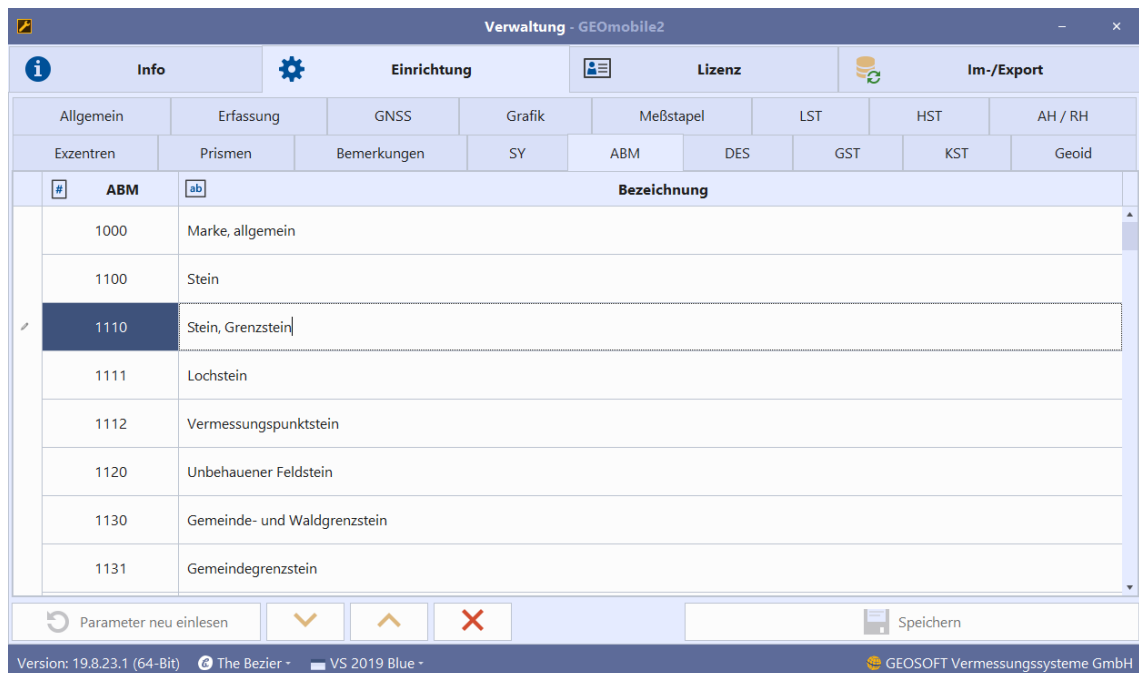 Verwaltung - GEOmobile2
Info Einrichtung Lizenz Im-/Export
Allgemein Erfassung GNSS Grafik Meßstapel LST HST AH / RH
Exzentren Prismen Bemerkungen SY ABM DES GST KST Geoid
# ABM ab Bezeichnung
1000 Marke, allgemein
1100 Stein
1110 Stein, Grenzstein
1111 Lochstein
1112 Vermessungspunktstein
1120 Unbehauener Feldstein
1130 Gemeinde- und Waldgrenzstein
1131 Gemeindegrenzstein
Parameter neu einlesen Speichern
Version: 19.8.23.1 (64-Bit) The Bezier VS 2019 Blue GEOSOFT Vermessungssysteme GmbH